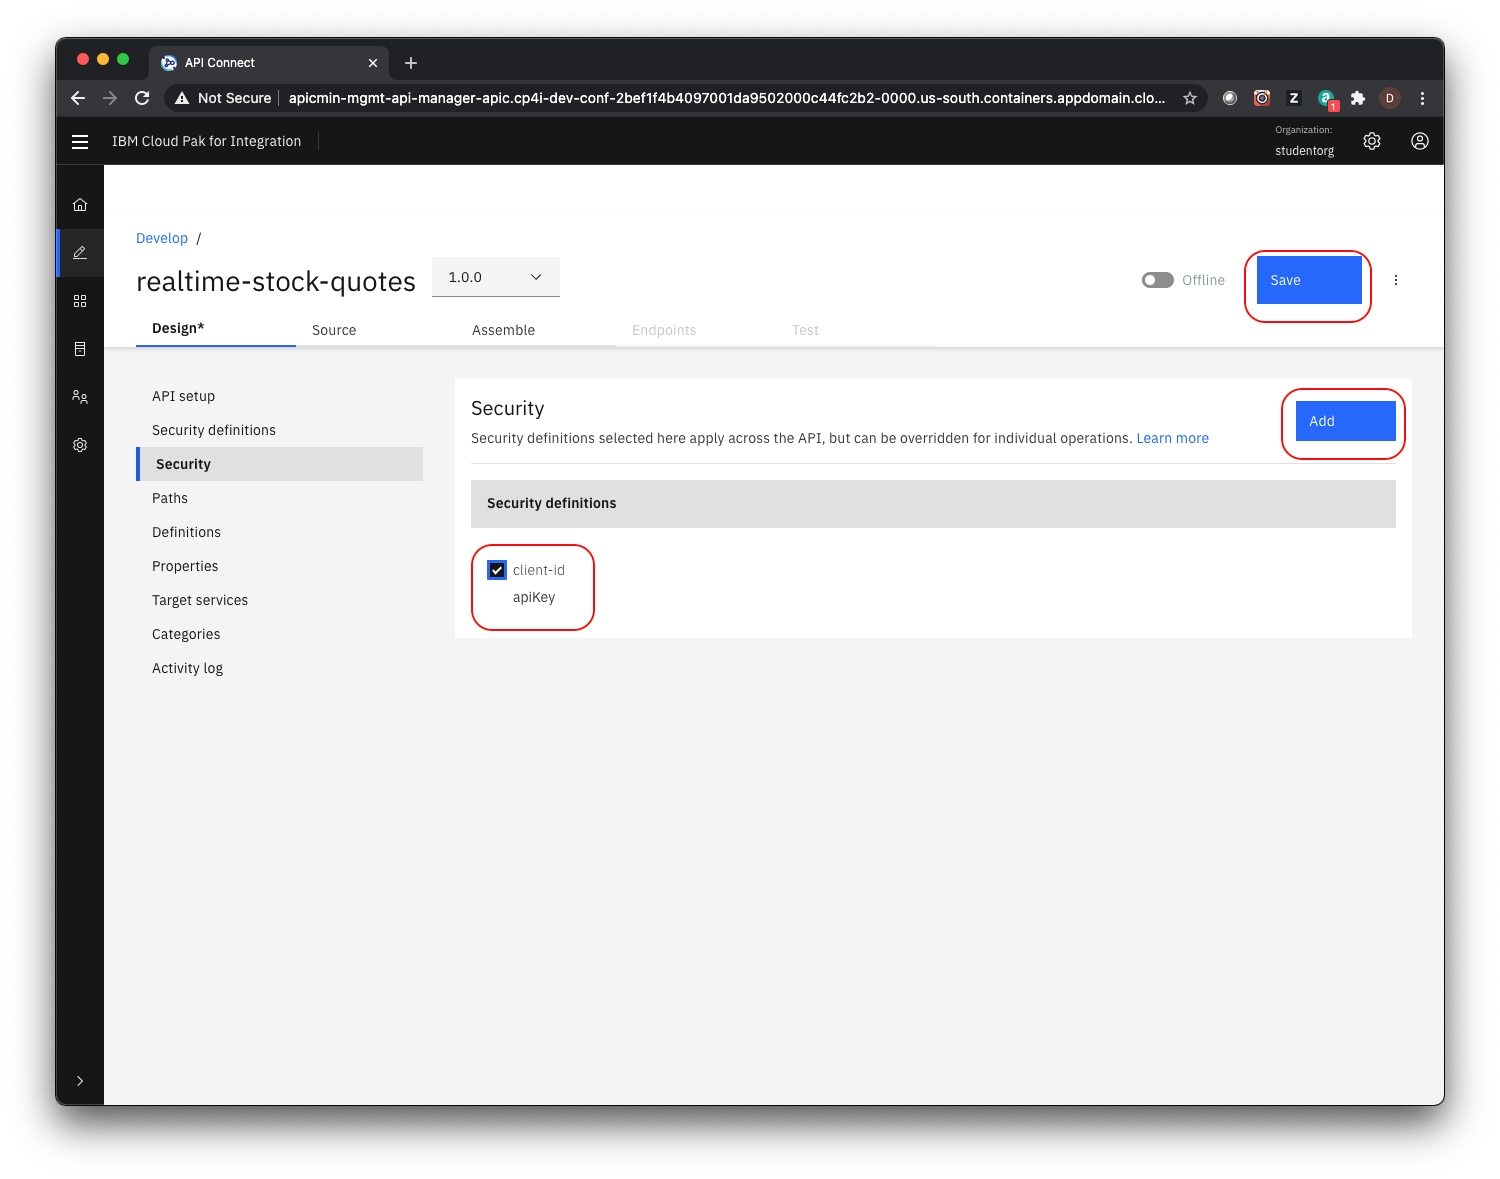 API Connect
Not Secure
apicmin-mgmt-api-manager-apic.cp4i-dev-conf-2bef1f4b4097001da9502000c44fc2b2-0000.us-south.containers.appdomain.clo...
Z
1
D
IBM Cloud Pak for Integration
Organization:
studentorg
Develop /
realtime-stock-quotes
1.0.0
Offline
Save
Design*
Source
Assemble
Endpoints
Test
API setup
Security definitions
Security
Paths
Definitions
Properties
Target services
Categories
Activity log
Security
Add
Security definitions selected here apply across the API, but can be overridden for individual operations. Learn more
Security definitions
client-id
apiKey